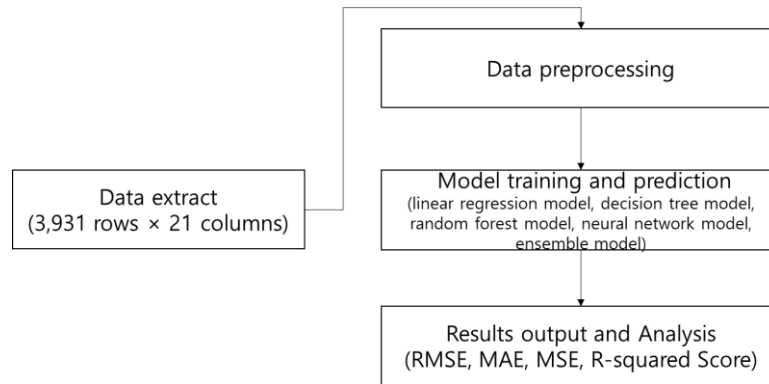 Data preprocessing
Data extract
(3,931 rows × 21 columns)
Model training and prediction
(linear regression model, decision tree model,
random forest model, neural network model,
ensemble model)
Results output and Analysis
(RMSE, MAE, MSE, R-squared Score)